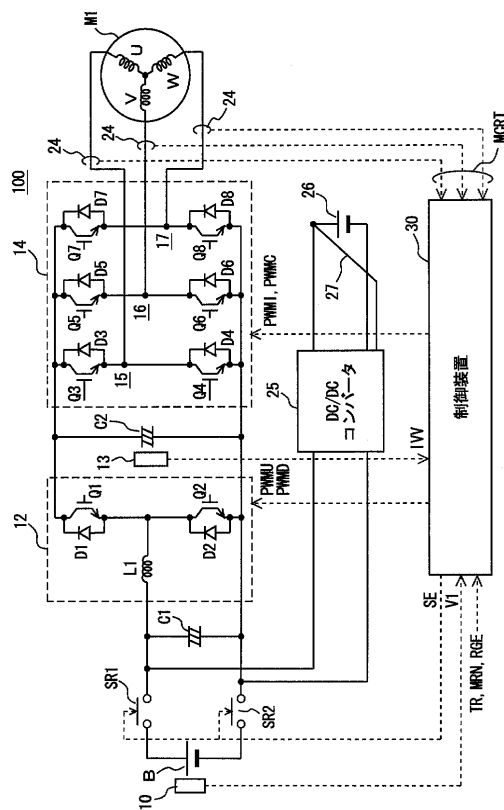 100
M1
U
V
W
24
24
24
14
Q7
D7
Q5
D5
Q3
D3
17
16
15
Q8
D8
Q6
D6
Q4
D4
C2
13
12
D1
Q1
D2
Q2
L1
C1
SR1
SR2
B
10
PWMU
PWMD
IVV
PWMI, PWMC
MCRT
25
DC/DC
コンバータ
26
27
30
制御装置
SE
V1
TR, MRN, RGE